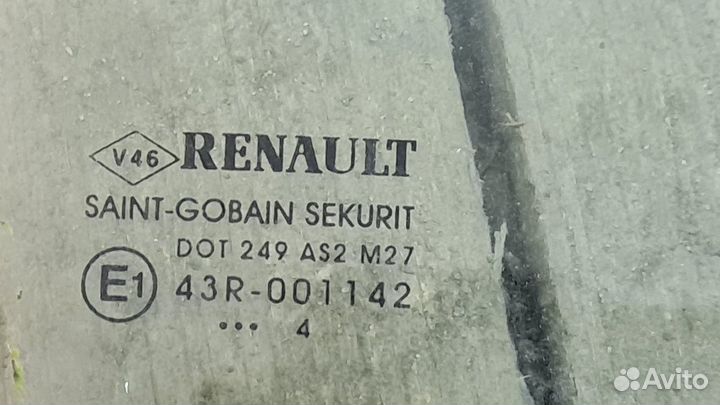 V46 RENAULT
SAINT-GOBAIN SEKURIT
DOT 249 AS2 M27
E1 43R-001142
••• 4
Avito